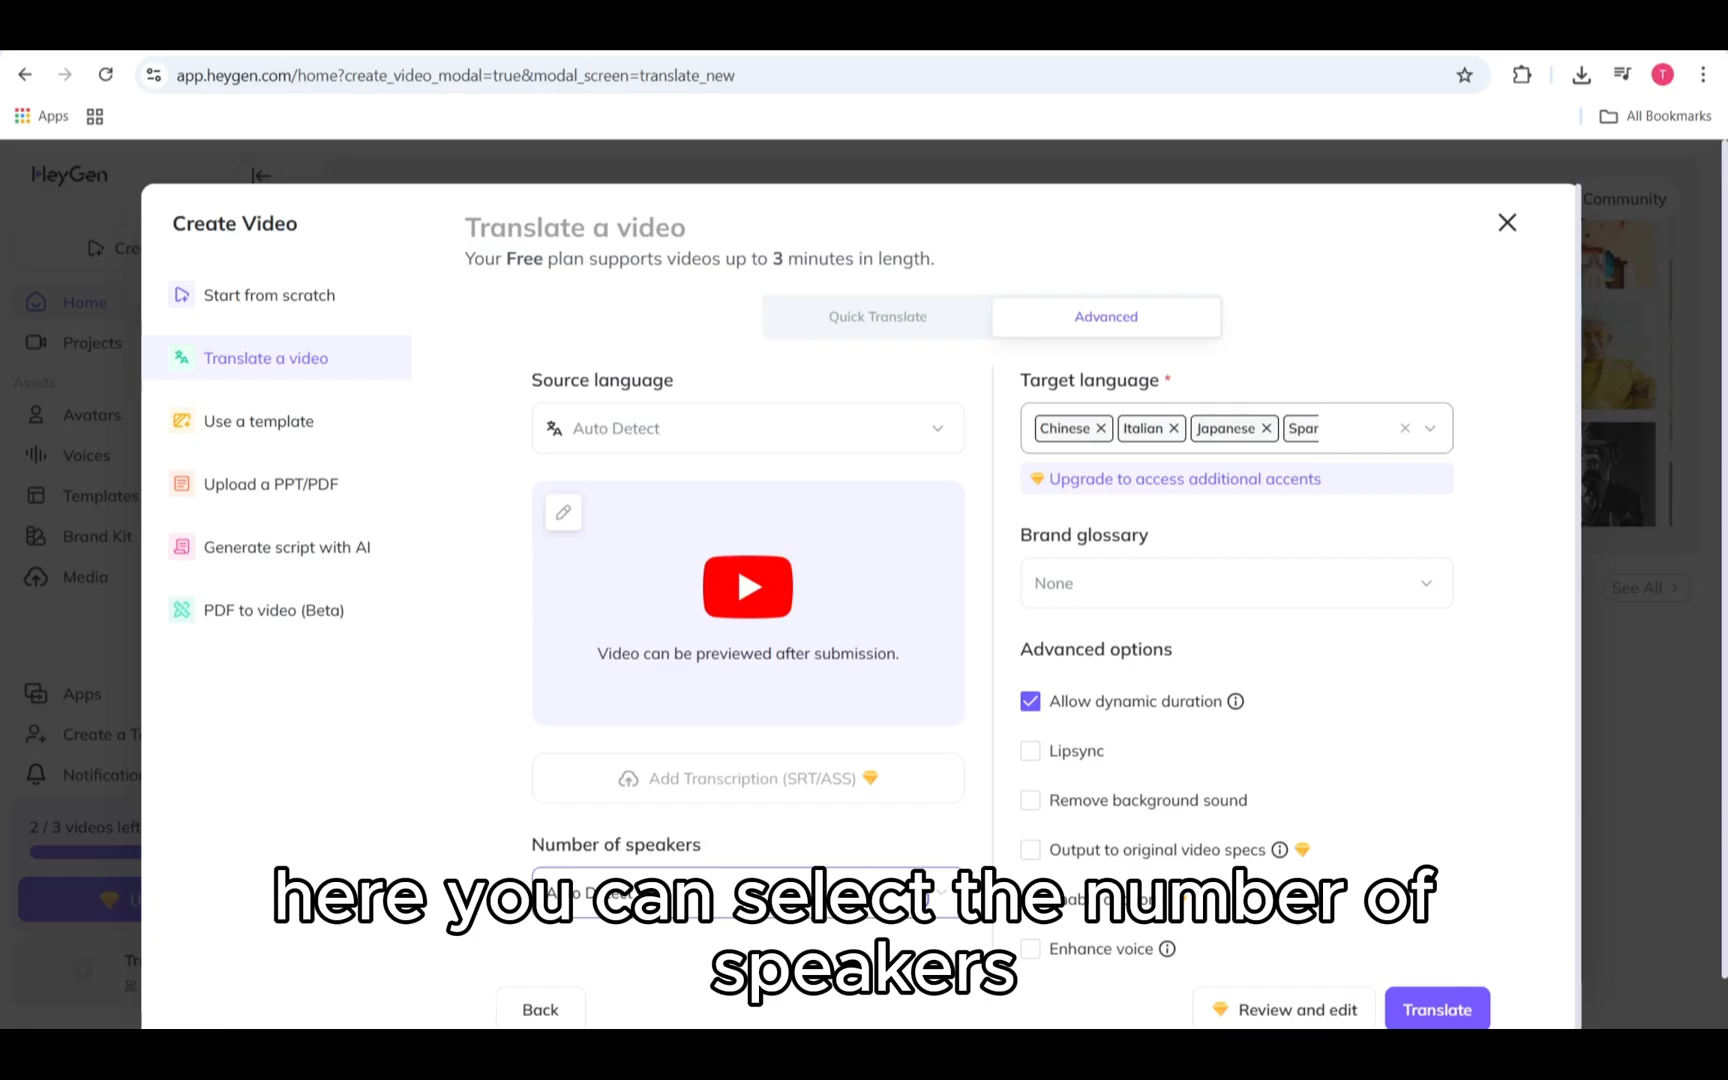 app.heygen.com/home?create_video_modal=true&modal_screen=translate_new
T
Apps
All Bookmarks
HeyGen
Community
Create Video
Translate a video
Your Free plan supports videos up to 3 minutes in length.
Cre
Start from scratch
Home
Quick Translate
Advanced
Projects
Translate a video
Assets
Source language
Target language *
Avatars
Use a template
Auto Detect
Chinese
Italian
Japanese
Spar
Voices
Upload a PPT/PDF
Upgrade to access additional accents
Templates
Brand Kit
Generate script with AI
Brand glossary
Media
None
See All
PDF to video (Beta)
Video can be previewed after submission.
Advanced options
Apps
Allow dynamic duration
Create a T
Lipsync
Notification
Add Transcription (SRT/ASS)
Remove background sound
2 / 3 videos left
Number of speakers
Output to original video specs
U
here you can select the number of
speakers
Enhance voice
Back
Review and edit
Translate